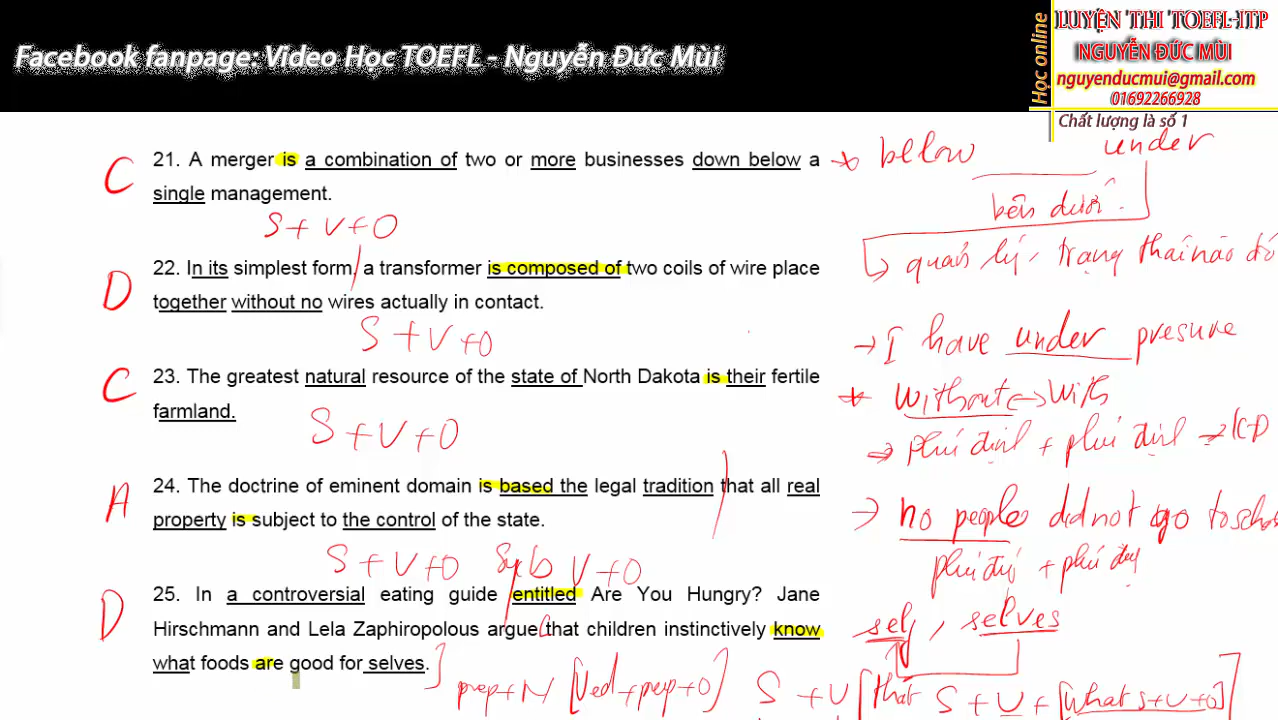 Facebook fanpage: Video Học TOEFL - Nguyễn Đức Mùi
Học online
LUYỆN THI TOEFL-ITP
NGUYỄN ĐỨC MÙI
nguyenducmui@gmail.com
01692266928
Chất lượng là số 1
C
21. A merger is a combination of two or more businesses down below a
single management.
S + V + O
D
22. In its simplest form, a transformer is composed of two coils of wire place
together without no wires actually in contact.
S + V + O
C
23. The greatest natural resource of the state of North Dakota is their fertile
farmland.
S + V + O
A
24. The doctrine of eminent domain is based the legal tradition that all real
property is subject to the control of the state.
S + V + O V + O
D
25. In a controversial eating guide entitled Are You Hungry? Jane
Hirschmann and Lela Zaphiropolous argue that children instinctively know
what foods are good for selves.
prep + N [Ved + prep + O] S + V [that S + V + [what S + V + O]]
* below under
bên dưới.
quản lý, trạng thái nào đó
→ I have under presure
* without ↔ with
→ phủ định + phủ định → KĐ
→ no people did not go to
phủ định + phủ định
self, selves